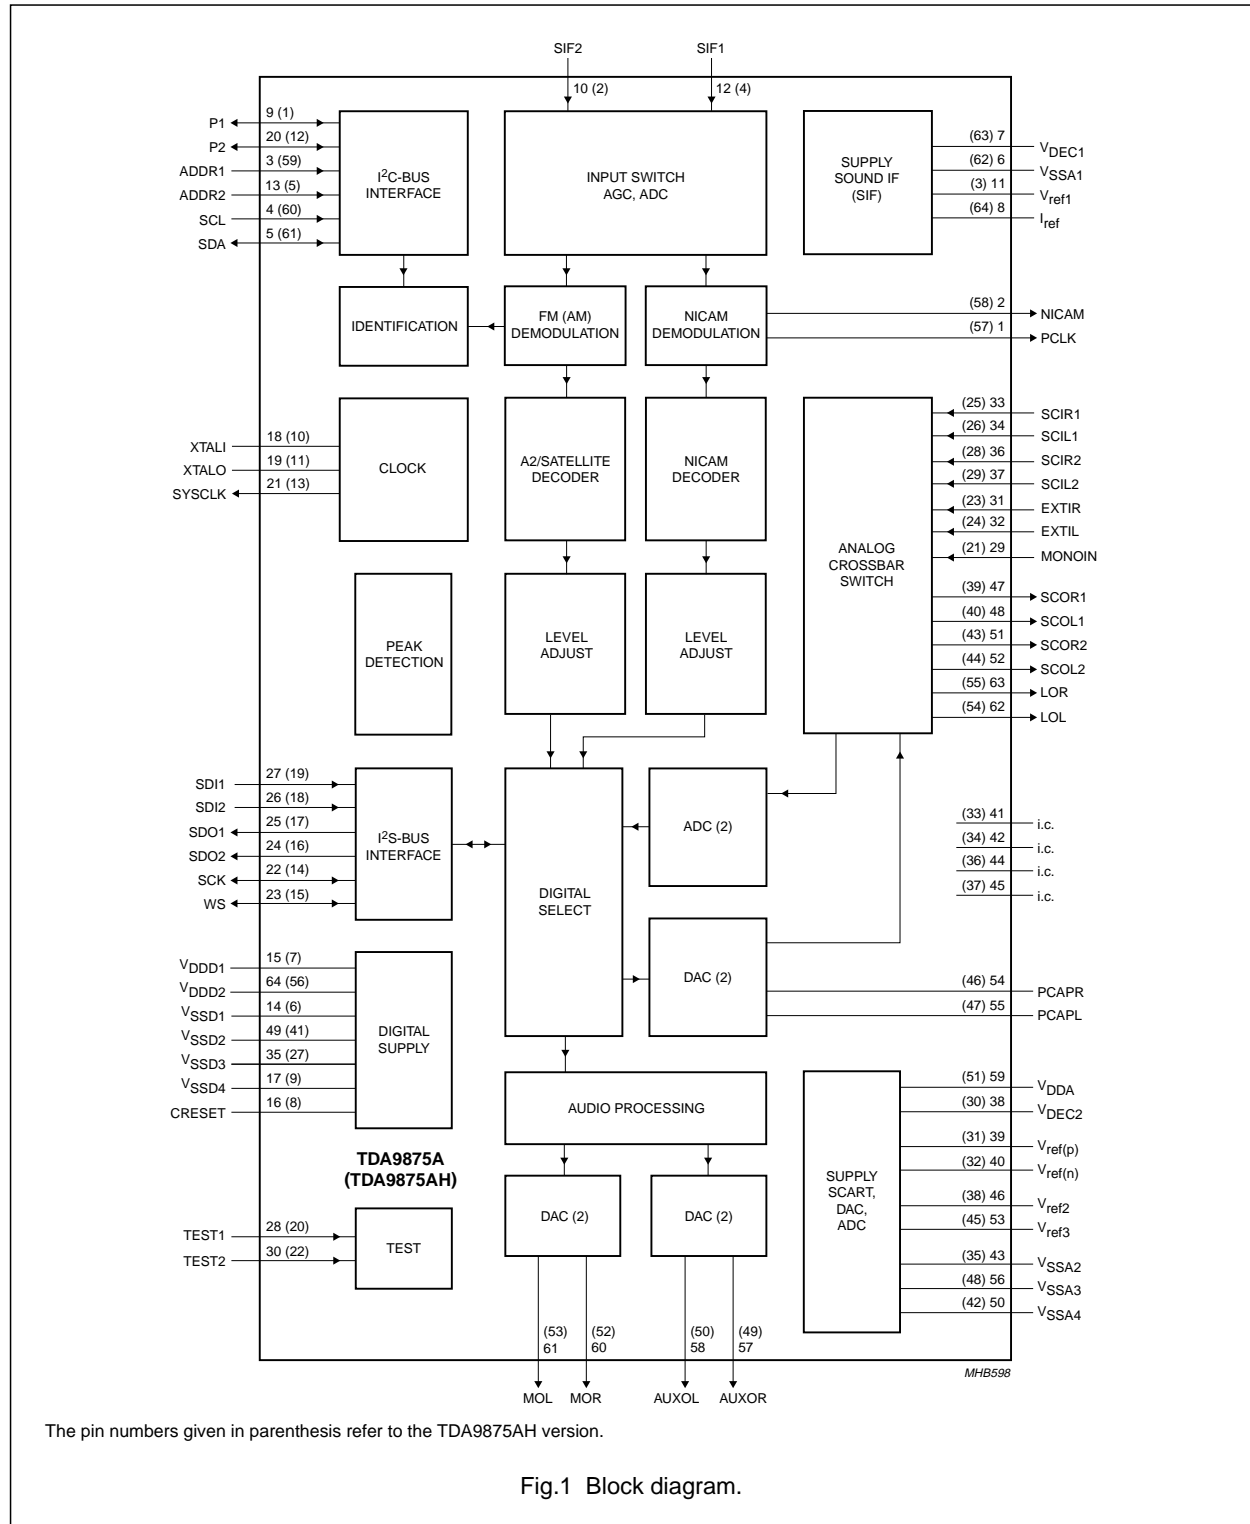 SIF2
SIF1
10 (2)
12 (4)
P1
9 (1)
P2
20 (12)
ADDR1
3 (59)
ADDR2
13 (5)
SCL
4 (60)
SDA
5 (61)
I2C-BUS
INTERFACE
INPUT SWITCH
AGC, ADC
SUPPLY
SOUND IF
(SIF)
(63) 7
VDEC1
(62) 6
VSSA1
(3) 11
Vref1
(64) 8
Iref
IDENTIFICATION
FM (AM)
DEMODULATION
NICAM
DEMODULATION
(58) 2
NICAM
(57) 1
PCLK
XTALI
18 (10)
XTALO
19 (11)
SYSCLK
21 (13)
CLOCK
A2/SATELLITE
DECODER
NICAM
DECODER
ANALOG
CROSSBAR
SWITCH
(25) 33
SCIR1
(26) 34
SCIL1
(28) 36
SCIR2
(29) 37
SCIL2
(23) 31
EXTIR
(24) 32
EXTIL
(21) 29
MONOIN
(39) 47
SCOR1
(40) 48
SCOL1
(43) 51
SCOR2
(44) 52
SCOL2
(55) 63
LOR
(54) 62
LOL
PEAK
DETECTION
LEVEL
ADJUST
LEVEL
ADJUST
SDI1
27 (19)
SDI2
26 (18)
SDO1
25 (17)
SDO2
24 (16)
SCK
22 (14)
WS
23 (15)
I2S-BUS
INTERFACE
DIGITAL
SELECT
ADC (2)
DAC (2)
(33) 41
i.c.
(34) 42
i.c.
(36) 44
i.c.
(37) 45
i.c.
(46) 54
PCAPR
(47) 55
PCAPL
VDDD1
15 (7)
VDDD2
64 (56)
VSSD1
14 (6)
VSSD2
49 (41)
VSSD3
35 (27)
VSSD4
17 (9)
CRESET
16 (8)
DIGITAL
SUPPLY
AUDIO PROCESSING
TDA9875A
(TDA9875AH)
DAC (2)
DAC (2)
SUPPLY
SCART,
DAC,
ADC
(51) 59
VDDA
(30) 38
VDEC2
(31) 39
Vref(p)
(32) 40
Vref(n)
(38) 46
Vref2
(45) 53
Vref3
(35) 43
VSSA2
(48) 56
VSSA3
(42) 50
VSSA4
TEST1
28 (20)
TEST2
30 (22)
TEST
(53)
61
(52)
60
(50)
58
(49)
57
MOL
MOR
AUXOL
AUXOR
MHB598
The pin numbers given in parenthesis refer to the TDA9875AH version.
Fig.1 Block diagram.